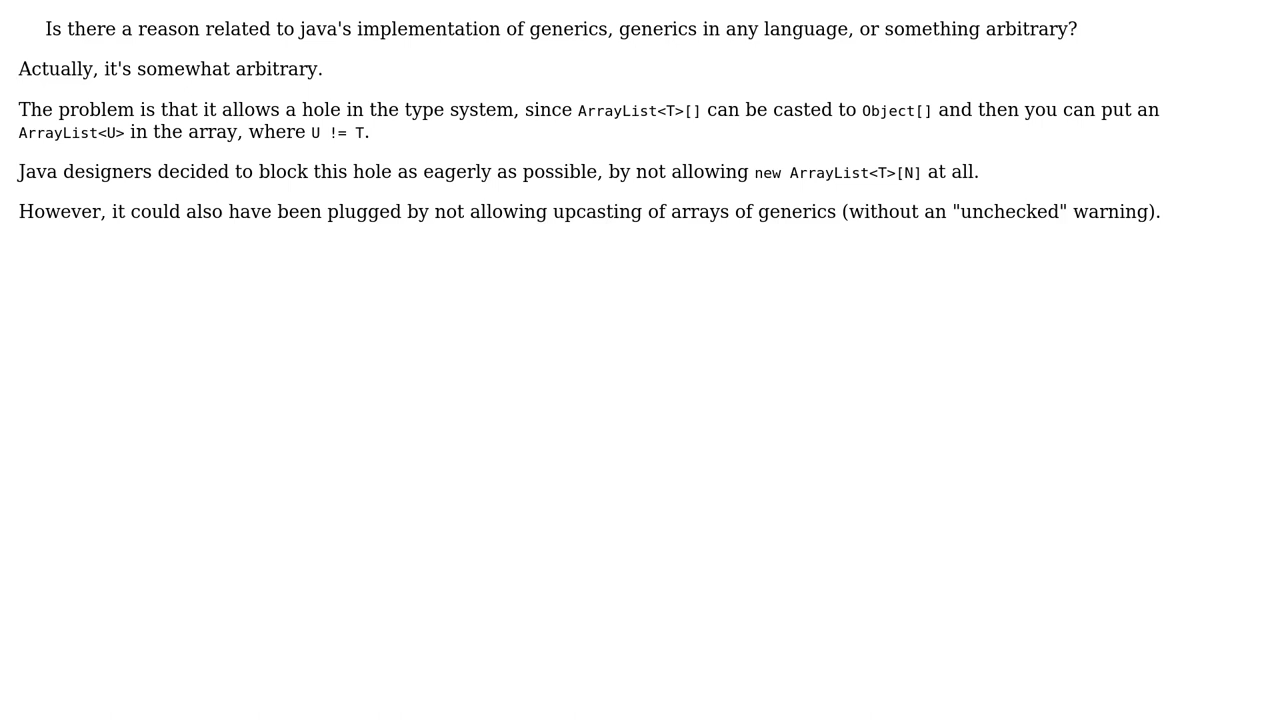 Is there a reason related to java's implementation of generics, generics in any language, or something arbitrary?
Actually, it's somewhat arbitrary.
The problem is that it allows a hole in the type system, since ArrayList<T>[] can be casted to Object[] and then you can put an
ArrayList<U> in the array, where U != T.
Java designers decided to block this hole as eagerly as possible, by not allowing new ArrayList<T>[N] at all.
However, it could also have been plugged by not allowing upcasting of arrays of generics (without an "unchecked" warning).